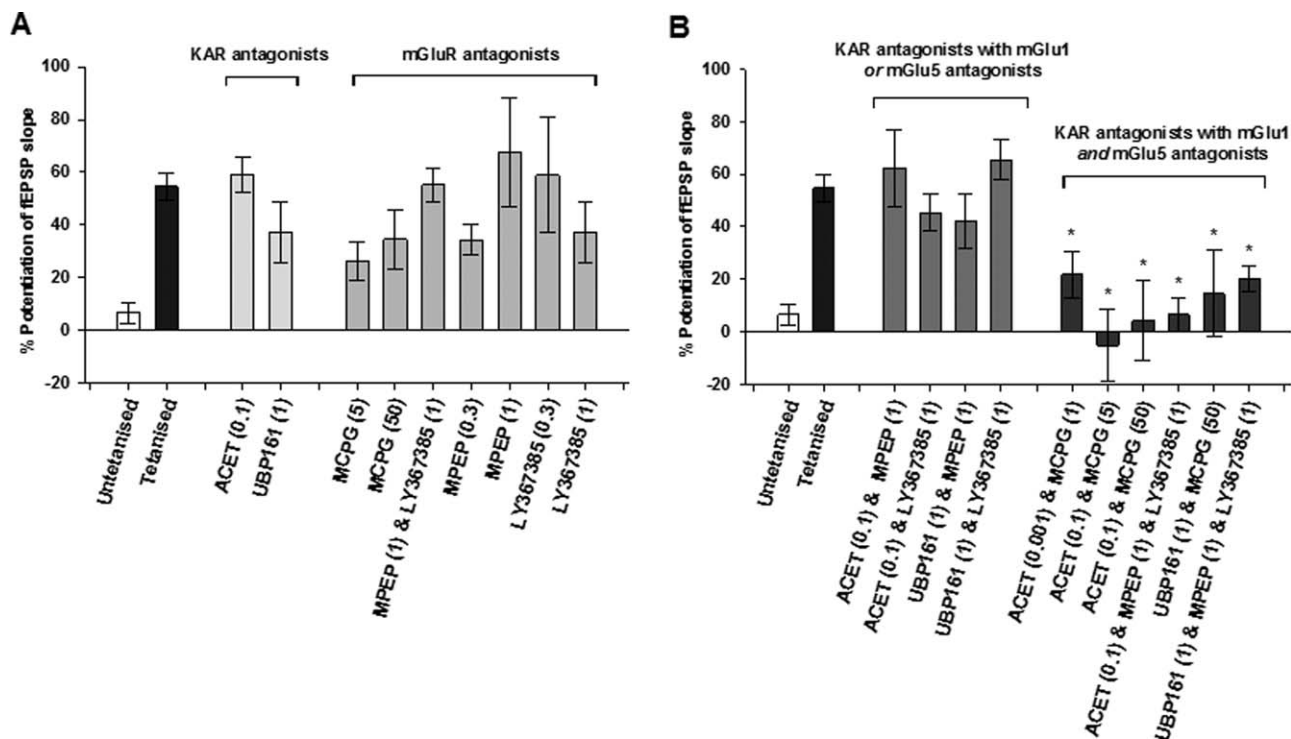 A
KAR antagonists
mGluR antagonists
% Potentiation of fEPSP slope
100
80
60
40
20
0
-20
Untetanised
Tetanised
ACET (0.1)
UBP161 (1)
MCPG (5)
MCPG (50)
MPEP (1) & LY367385 (1)
MPEP (0.3)
MPEP (1)
LY367385 (0.3)
LY367385 (1)
B
KAR antagonists with mGlu1
or mGlu5 antagonists
KAR antagonists with mGlu1
and mGlu5 antagonists
% Potentiation of fEPSP slope
100
80
60
40
20
0
-20
* * * * * *
Untetanised
Tetanised
ACET (0.1) & MPEP (1)
ACET (0.1) & LY367385 (1)
UBP161 (1) & MPEP (1)
UBP161 (1) & LY367385 (1)
ACET (0.001) & MCPG (1)
ACET (0.1) & MCPG (5)
ACET (0.1) & MCPG (50)
ACET (0.1) & MPEP (1) & LY367385 (1)
UBP161 (1) & MCPG (50)
UBP161 (1) & MPEP (1) & LY367385 (1)